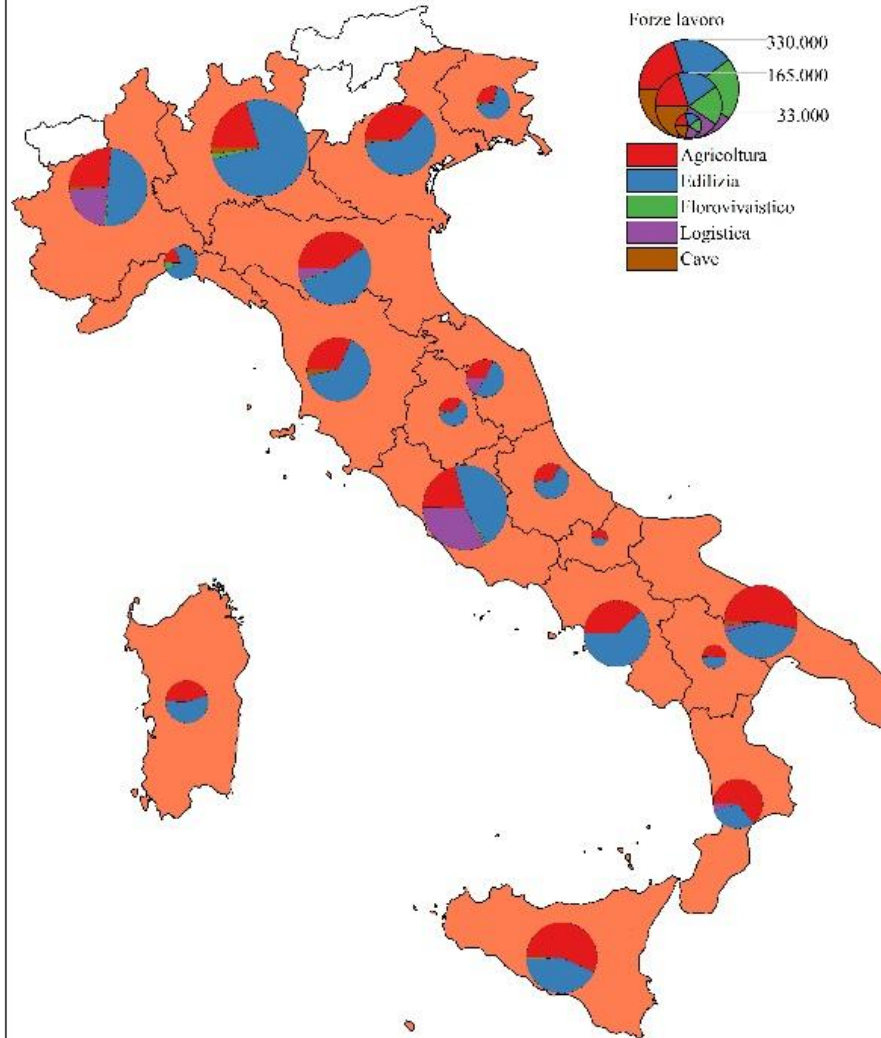 Forze lavoro
330.000
165.000
33.000
Agricoltura
Edilizia
Florovivaistico
Logistica
Cave